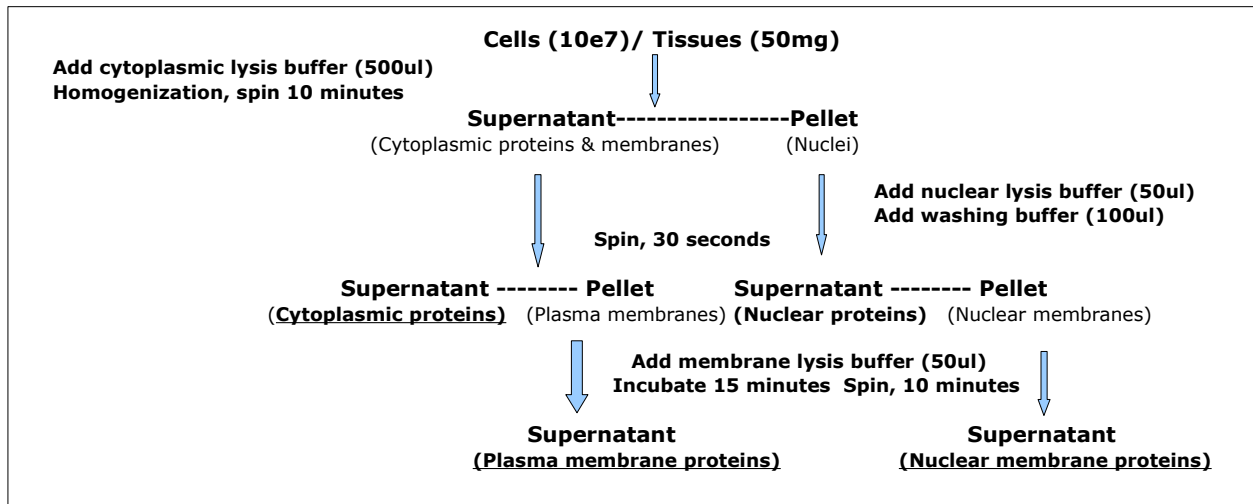 Cells (10e7)/ Tissues (50mg)
Add cytoplasmic lysis buffer (500ul)
Homogenization, spin 10 minutes
Supernatant-----------------Pellet
(Cytoplasmic proteins & membranes) (Nuclei)
Add nuclear lysis buffer (50ul)
Add washing buffer (100ul)
Spin, 30 seconds
Supernatant -------- Pellet Supernatant -------- Pellet
(Cytoplasmic proteins) (Plasma membranes) (Nuclear proteins) (Nuclear membranes)
Add membrane lysis buffer (50ul)
Incubate 15 minutes Spin, 10 minutes
Supernatant Supernatant
(Plasma membrane proteins) (Nuclear membrane proteins)